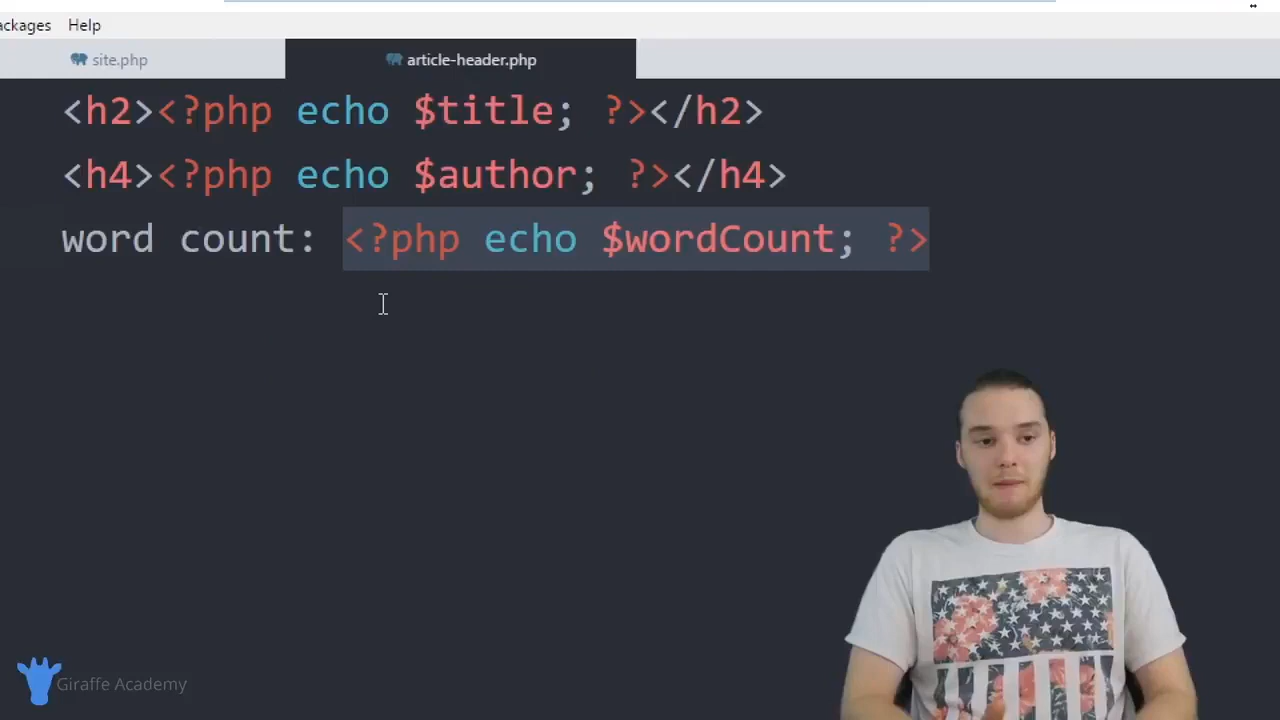 ackages Help
site.php article-header.php
<h2><?php echo $title; ?></h2>
<h4><?php echo $author; ?></h4>
word count: <?php echo $wordCount; ?>
Giraffe Academy